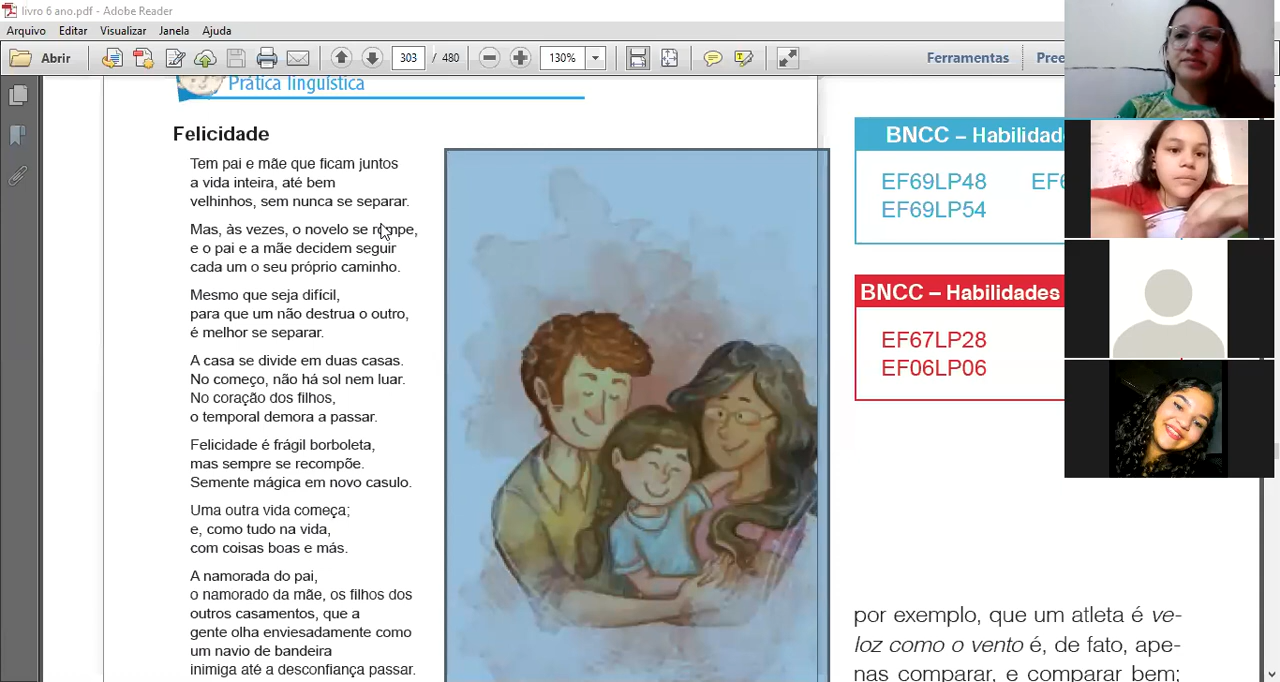 livro 6 ano.pdf - Adobe Reader
Arquivo Editar Visualizar Janela Ajuda
Abrir 303 / 480 130% Ferramentas
Prática linguística
Felicidade
Tem pai e mãe que ficam juntos
a vida inteira, até bem
velhinhos, sem nunca se separar.
Mas, às vezes, o novelo se rompe,
e o pai e a mãe decidem seguir
cada um o seu próprio caminho.
Mesmo que seja difícil,
para que um não destrua o outro,
é melhor se separar.
A casa se divide em duas casas.
No começo, não há sol nem luar.
No coração dos filhos,
o temporal demora a passar.
Felicidade é frágil borboleta,
mas sempre se recompõe.
Semente mágica em novo casulo.
Uma outra vida começa;
e, como tudo na vida,
com coisas boas e más.
A namorada do pai,
o namorado da mãe, os filhos dos
outros casamentos, que a
gente olha enviesadamente como
um navio de bandeira
inimiga até a desconfiança passar.
BNCC – Habilidad
EF69LP48
EF69LP54
BNCC – Habilidades
EF67LP28
EF06LP06
por exemplo, que um atleta é ve-
loz como o vento é, de fato, ape-
nas comparar, e comparar bem;